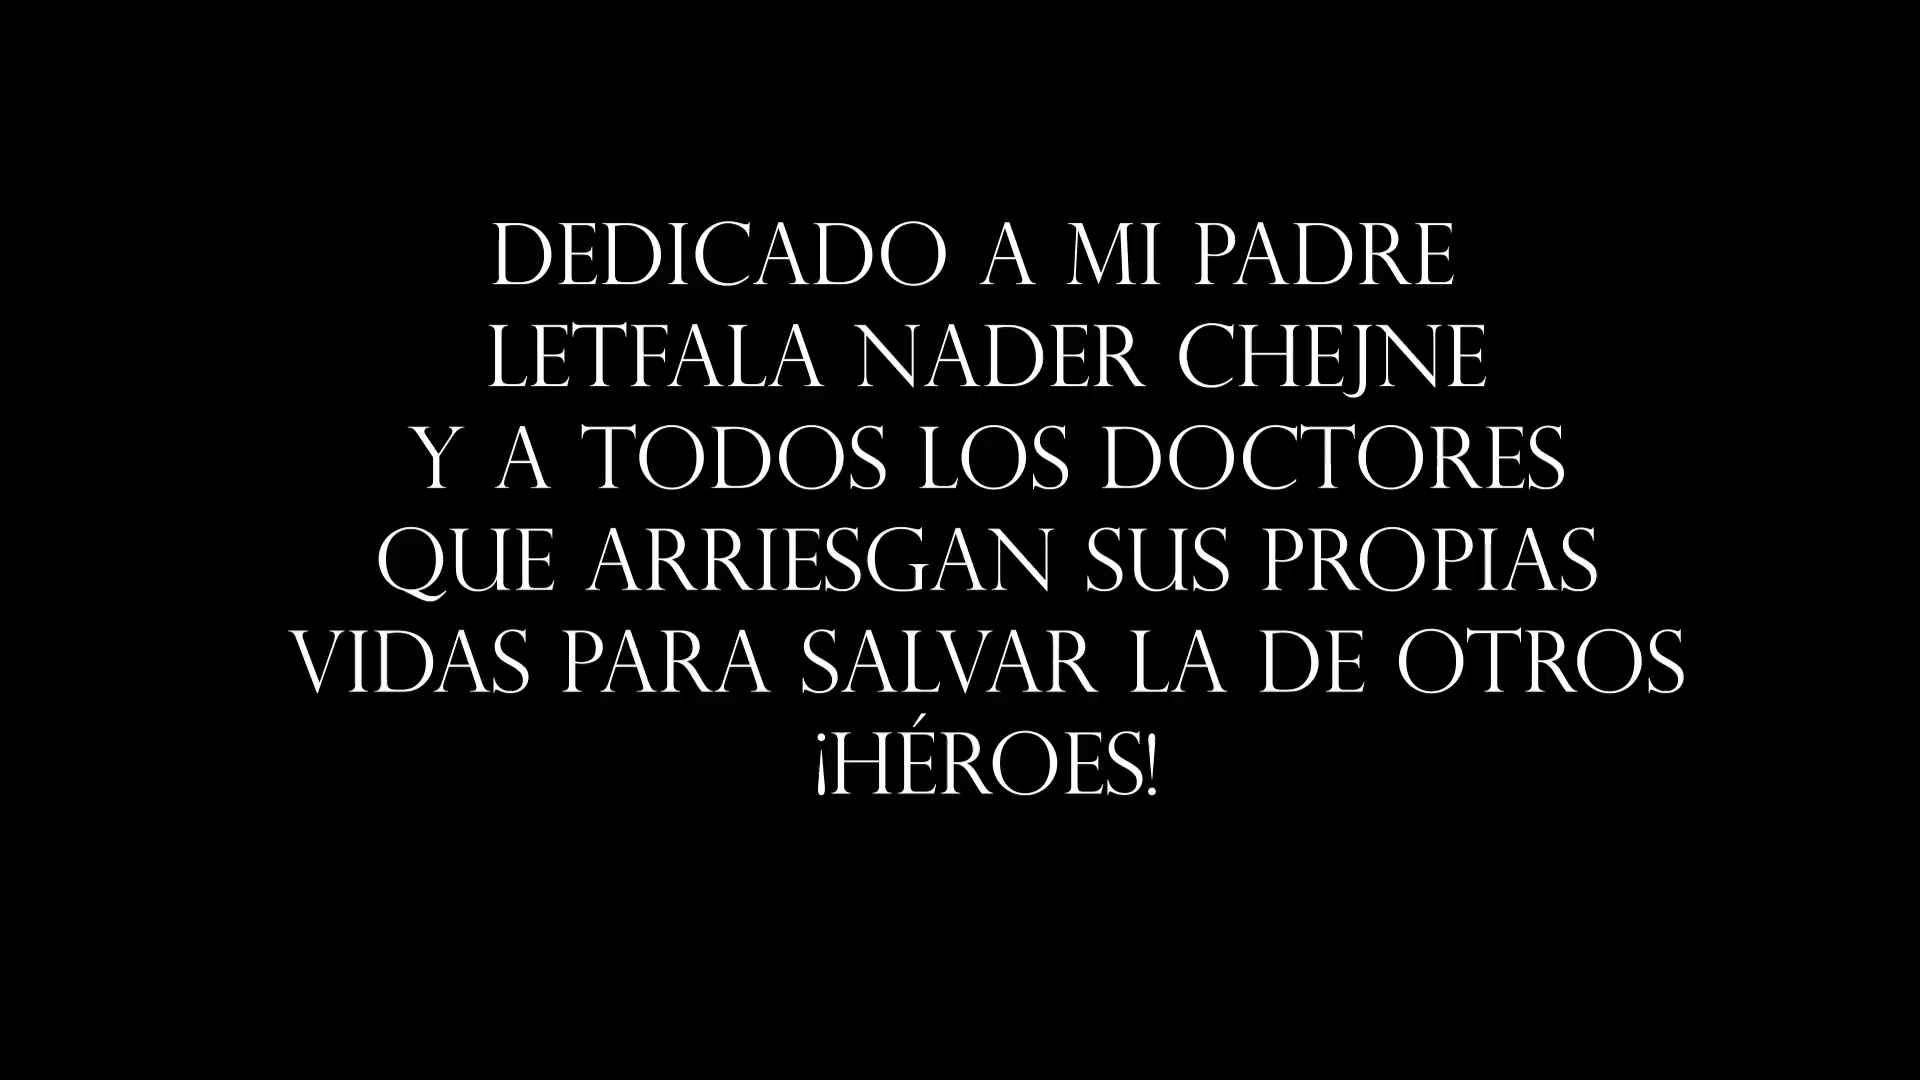 DEDICADO A MI PADRE
LETFALA NADER CHEJNE
Y A TODOS LOS DOCTORES
QUE ARRIESGAN SUS PROPIAS
VIDAS PARA SALVAR LA DE OTROS
¡HÉROES!